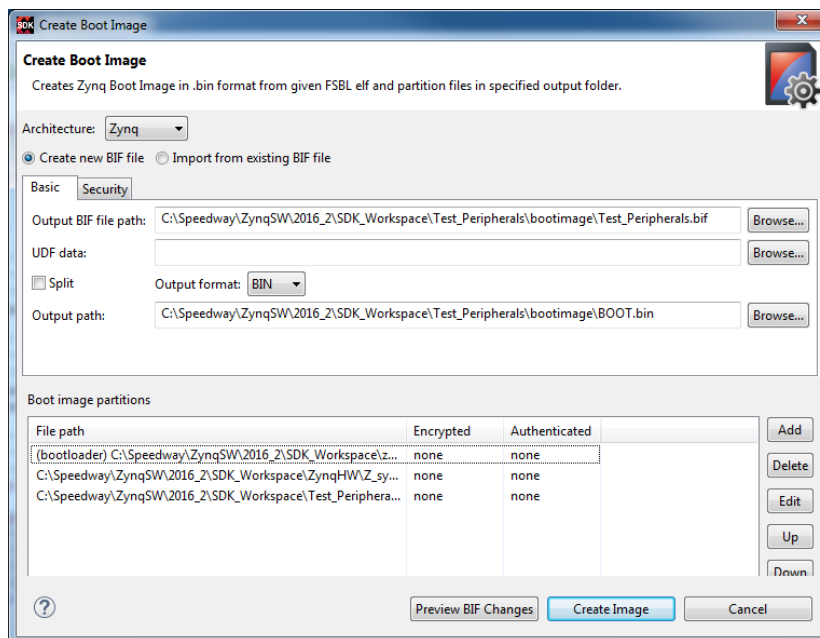 SDK Create Boot Image
Create Boot Image
Creates Zynq Boot Image in .bin format from given FSBL elf and partition files in specified output folder.
Architecture: Zynq
Create new BIF file Import from existing BIF file
Basic Security
Output BIF file path: C:\Speedway\ZynqSW\2016_2\SDK_Workspace\Test_Peripherals\bootimage\Test_Peripherals.bif Browse...
UDF data: Browse...
Split Output format: BIN
Output path: C:\Speedway\ZynqSW\2016_2\SDK_Workspace\Test_Peripherals\bootimage\BOOT.bin Browse...
Boot image partitions
File path Encrypted Authenticated Add
(bootloader) C:\Speedway\ZynqSW\2016_2\SDK_Workspace\z... none none
C:\Speedway\ZynqSW\2016_2\SDK_Workspace\ZynqHW\Z_sy... none none Delete
C:\Speedway\ZynqSW\2016_2\SDK_Workspace\Test_Periphera... none none Edit
Up
Down
? Preview BIF Changes Create Image Cancel